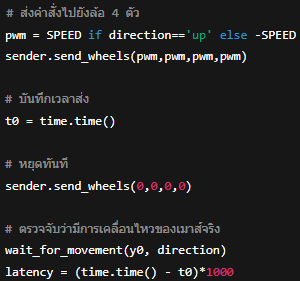 # ส่งคำสั่งไปยังล้อ 4 ตัว
pwm = SPEED if direction=='up' else -SPEED
sender.send_wheels(pwm,pwm,pwm,pwm)
# บันทึกเวลาส่ง
t0 = time.time()
# หยุดทันที
sender.send_wheels(0,0,0,0)
# ตรวจจับว่ามีการเคลื่อนไหวของเมาส์จริง
wait_for_movement(y0, direction)
latency = (time.time() - t0)*1000